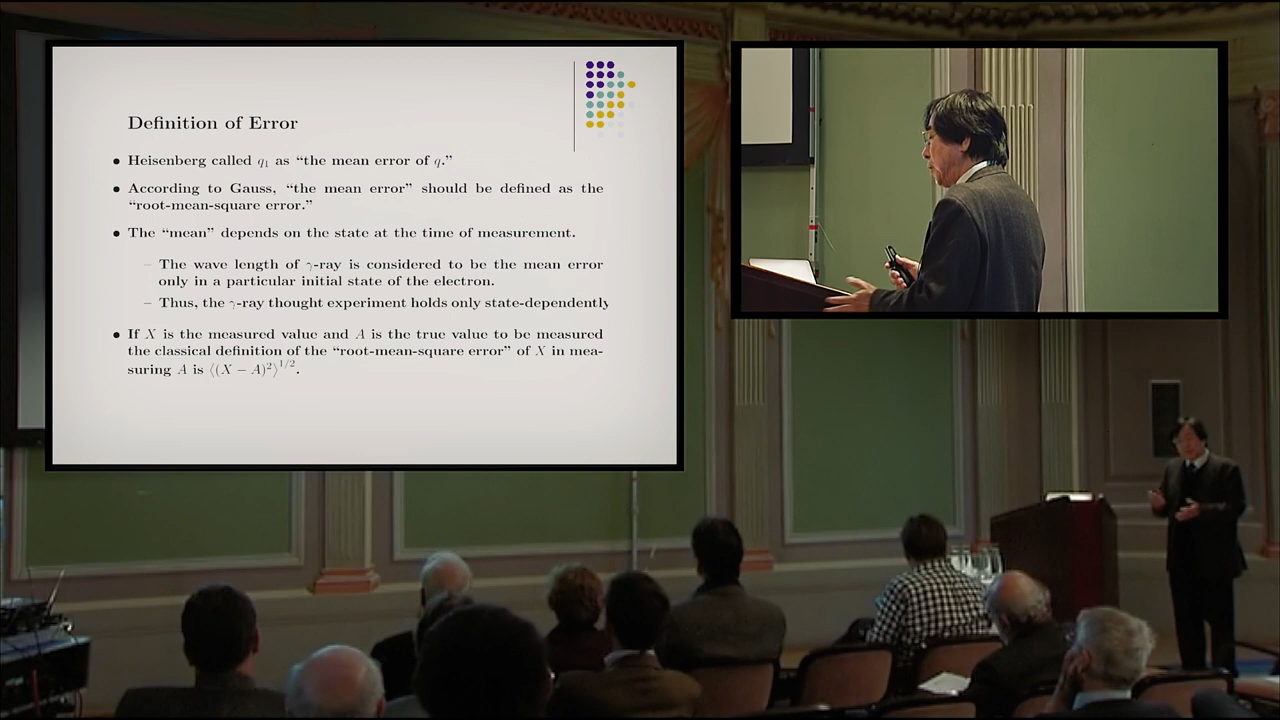 Definition of Error
• Heisenberg called q₁ as “the mean error of q.”
• According to Gauss, “the mean error” should be defined as the
“root-mean-square error.”
• The “mean” depends on the state at the time of measurement.
– The wave length of γ-ray is considered to be the mean error
only in a particular initial state of the electron.
– Thus, the γ-ray thought experiment holds only state-dependently
• If X is the measured value and A is the true value to be measured
the classical definition of the “root-mean-square error” of X in mea-
suring A is ⟨(X − A)²⟩^{1/2}.